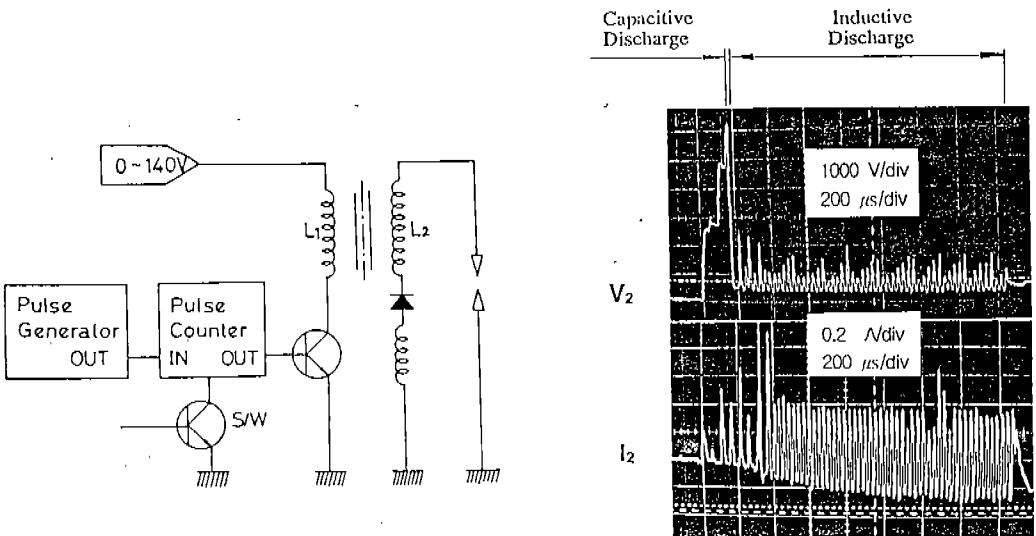 0~140V
L1
L2
Pulse
Generator
OUT
Pulse
Counter
IN OUT
S/W
Capacitive
Discharge
Inductive
Discharge
1000 V/div
200 μs/div
V2
0.2 A/div
200 μs/div
I2